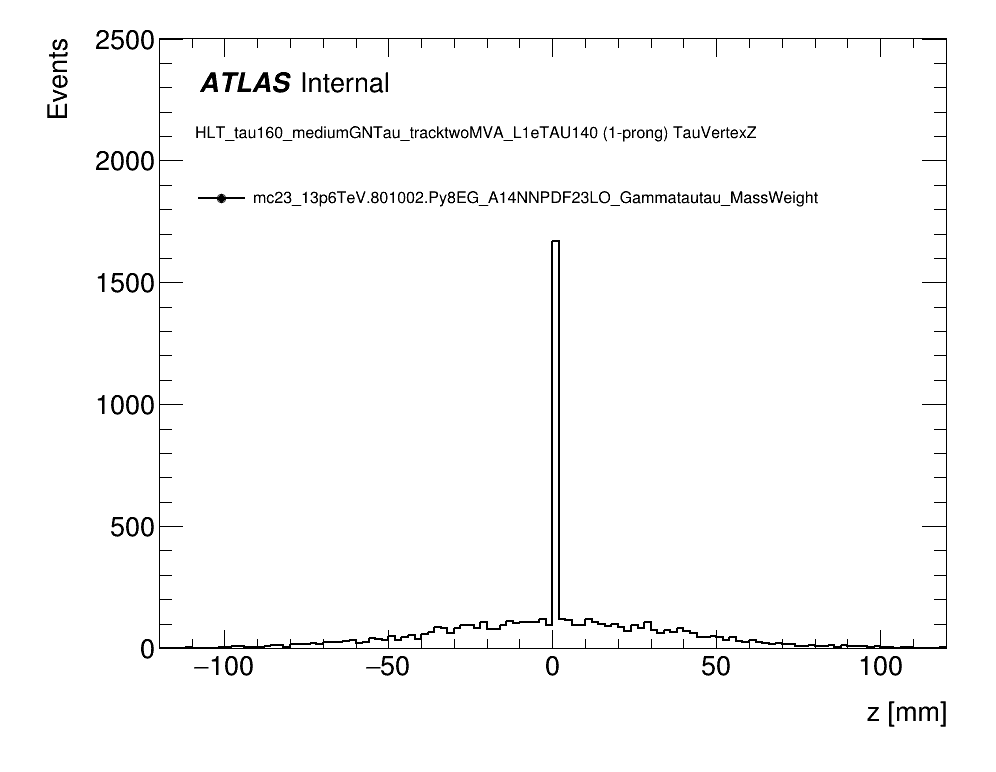 Events
2500
2000
1500
1000
500
0
ATLAS Internal
HLT_tau160_mediumGNTau_tracktwoMVA_L1eTAU140 (1-prong) TauVertexZ
mc23_13p6TeV.801002.Py8EG_A14NNPDF23LO_Gammatautau_MassWeight
−100 −50 0 50 100
z [mm]